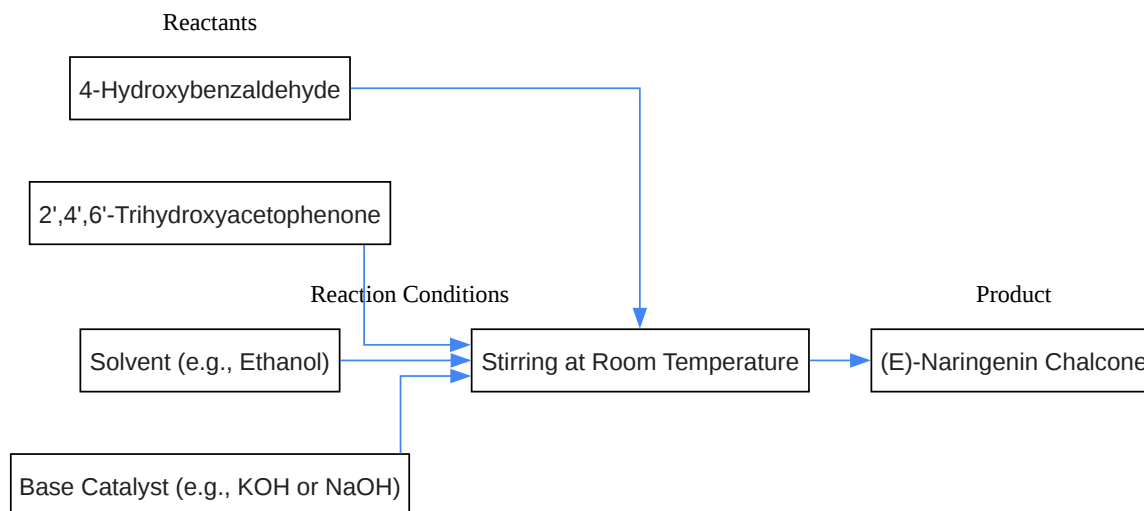 Reactants
4-Hydroxybenzaldehyde
2',4',6'-Trihydroxyacetophenone
Reaction Conditions
Product
Solvent (e.g., Ethanol)
Stirring at Room Temperature
(E)-Naringenin Chalcone
Base Catalyst (e.g., KOH or NaOH)